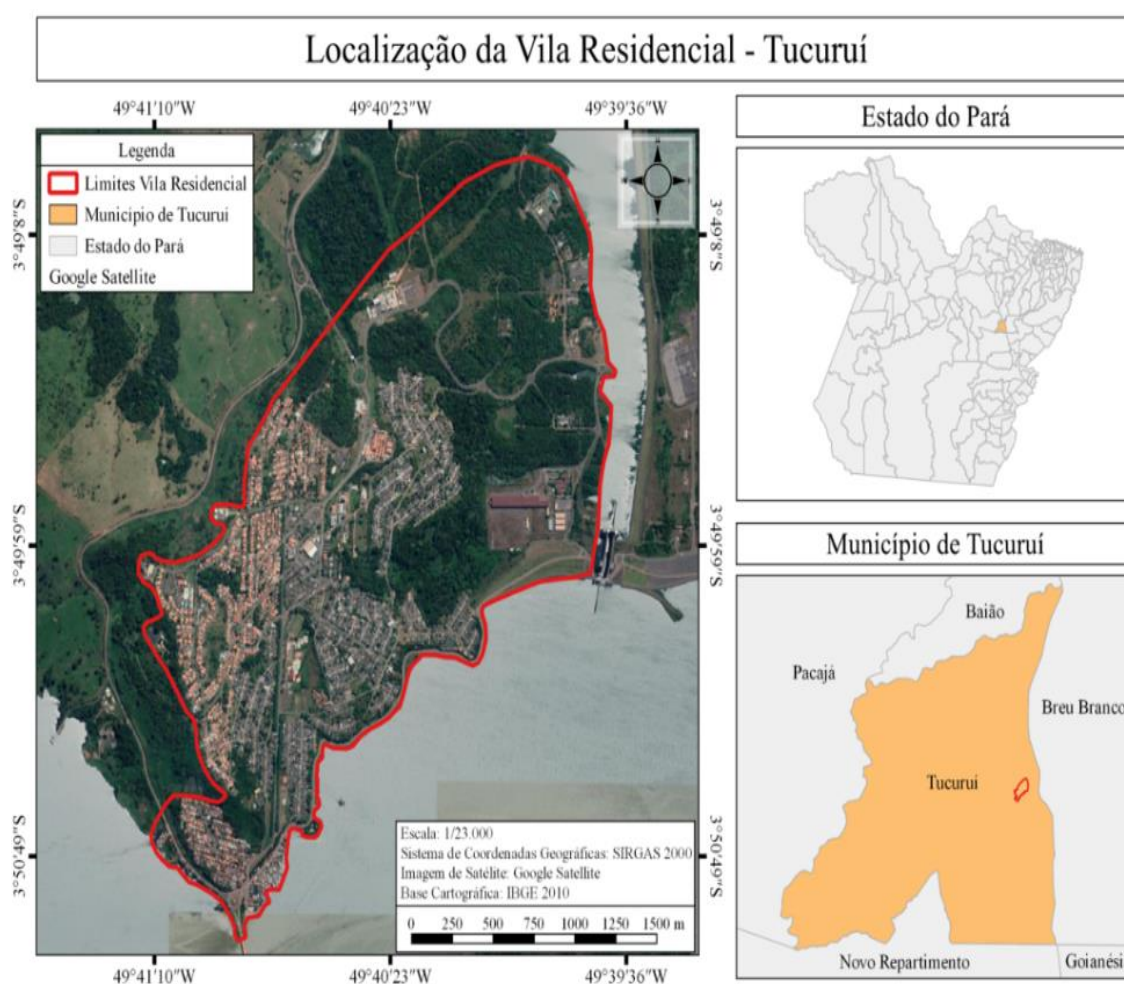 Localização da Vila Residencial - Tucuruí
49°41'10"W
49°40'23"W
49°39'36"W
Legenda
Limites Vila Residencial
Município de Tucurui
Estado do Pará
Google Satellite
3°49'8"S
3°49'8"S
3°49'59"S
3°49'59"S
3°50'49"S
3°50'49"S
Escala: 1/23.000
Sistema de Coordenadas Geográficas: SIRGAS 2000
Imagem de Satélite: Google Satellite
Base Cartográfica: IBGE 2010
0 250 500 750 1000 1250 1500 m
49°41'10"W
49°40'23"W
49°39'36"W
Estado do Pará
Município de Tucuruí
Baião
Pacajá
Breu Branco
Tucurui
Novo Repartimento
Goianési